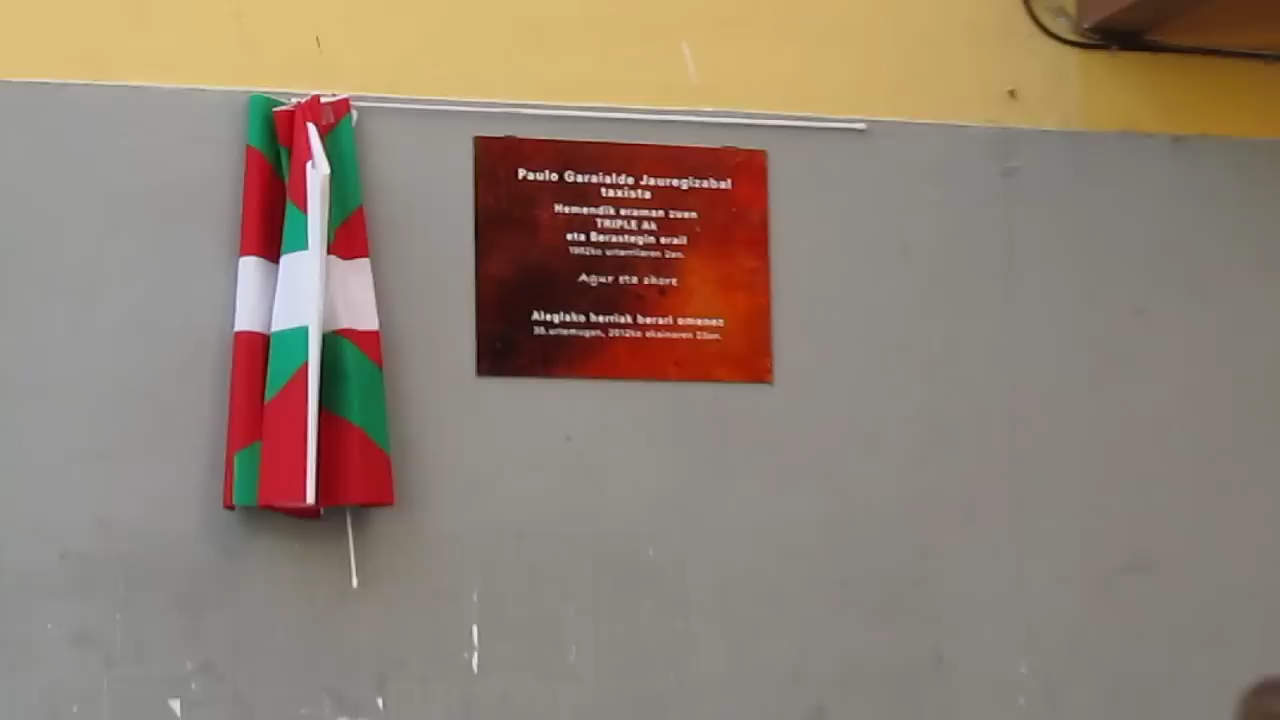 Paulo Garaialde Jauregizabal
taxista
Hemendik eraman zuen
TRIPLE Ak
eta Berastegin erail
1982ko urtarrilaren 2an.
Agur eta ohore
Alegiako herriak berari omenez
30.urtemugan, 2012ko ekainaren 23an.